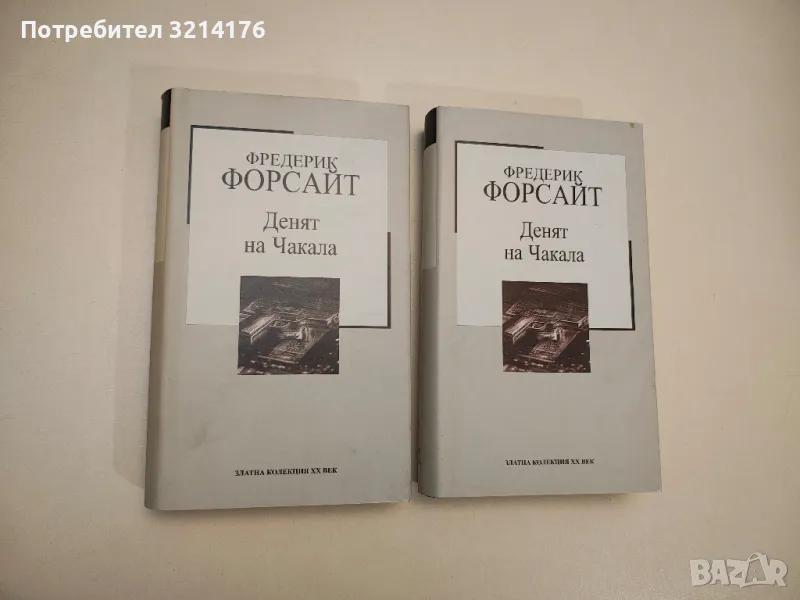 Потребител 3214176
ФРЕДЕРИК
ФОРСАЙТ
Денят
на Чакала
ЗЛАТНА КОЛЕКЦИЯ XX ВЕК
ФРЕДЕРИК
ФОРСАЙТ
Денят
на Чакала
ЗЛАТНА КОЛЕКЦИЯ XX ВЕК
BAZAR